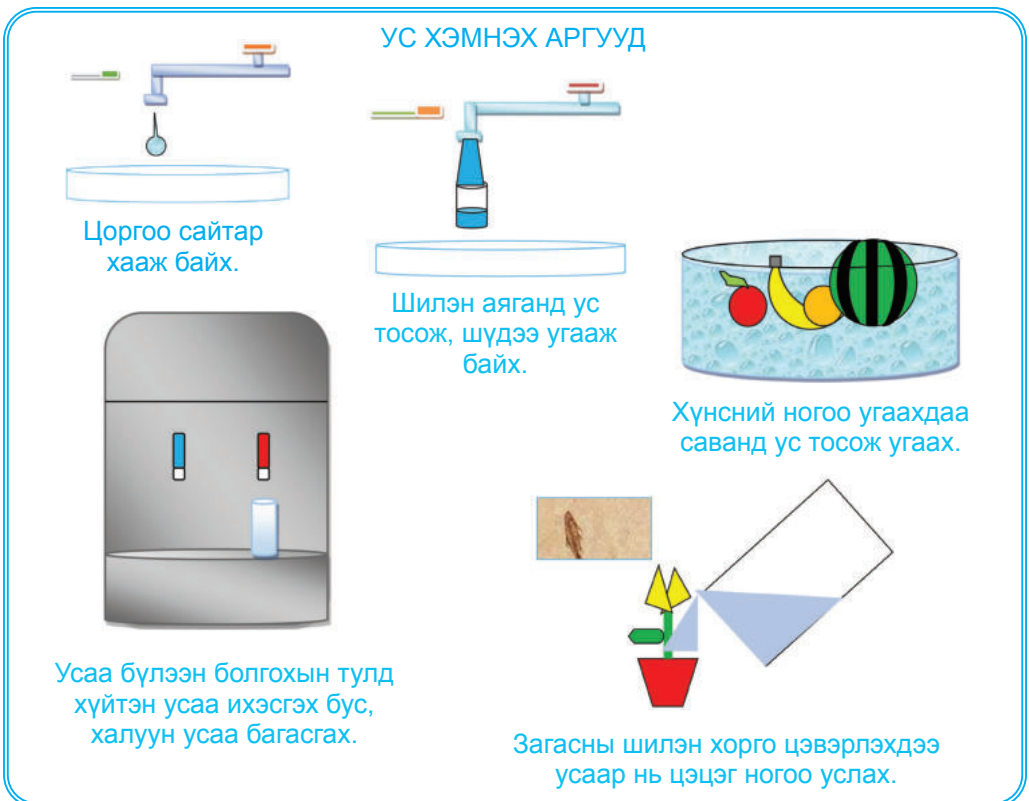 УС ХЭМНЭХ АРГУУД
Цоргоо сайтар
хааж байх.
Шилэн аяганд ус
тосож, шүдээ угааж
байх.
Хүнсний ногоо угаахдаа
саванд ус тосож угаах.
Усаа бүлээн болгохын тулд
хүйтэн усаа ихэсгэх бус,
халуун усаа багасгах.
Загасны шилэн хорго цэвэрлэхдээ
усаар нь цэцэг ногоо услах.